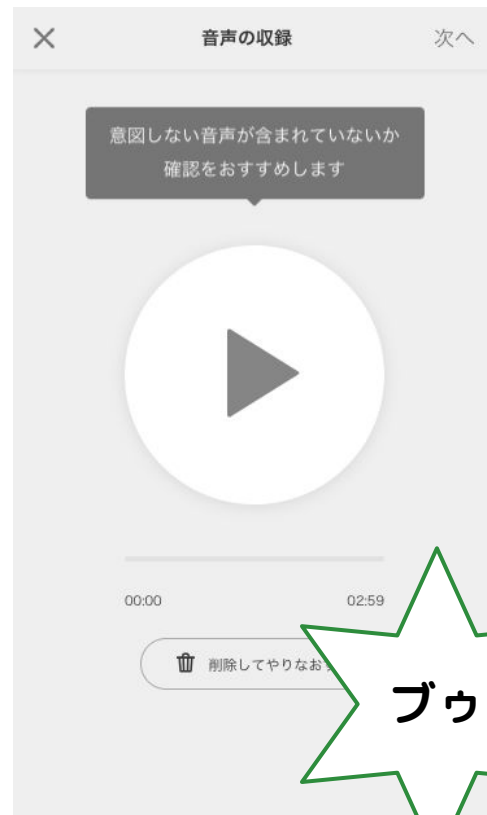 音声の収録
次へ
意図しない音声が含まれていないか
確認をおすすめします
00:00
02:59
削除してやりなおす
ブゥ